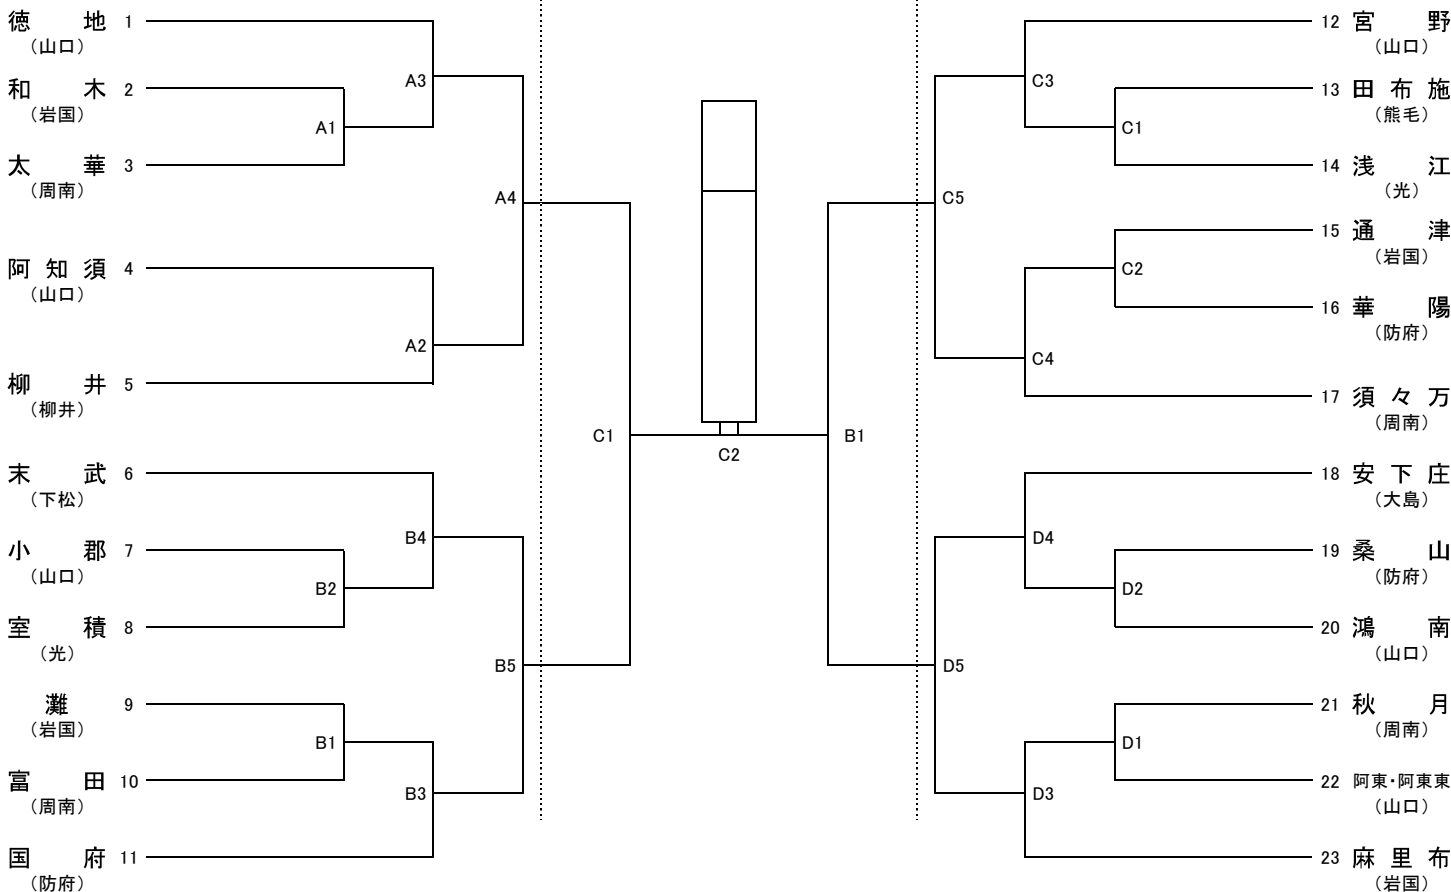 徳地 1
（山口）
和木 2
（岩国）
太華 3
（周南）
阿知須 4
（山口）
柳井 5
（柳井）
末武 6
（下松）
小郡 7
（山口）
室積 8
（光）
灘 9
（岩国）
富田 10
（周南）
国府 11
（防府）
A3
A1
A4
A2
B4
B2
B5
B1
B3
C1
C2
B1
C3
C1
C5
C2
C4
D4
D2
D5
D1
D3
12 宮野
（山口）
13 田布施
（熊毛）
14 浅江
（光）
15 通津
（岩国）
16 華陽
（防府）
17 須々万
（周南）
18 安下庄
（大島）
19 桑山
（防府）
20 鴻南
（山口）
21 秋月
（周南）
22 阿東・阿東東
（山口）
23 麻里布
（岩国）